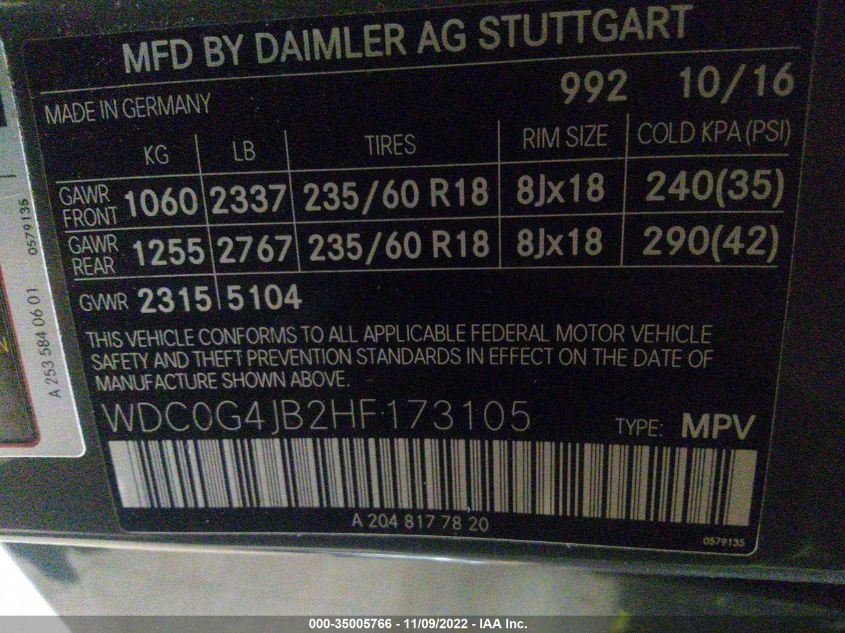 MFD BY DAIMLER AG STUTTGART
MADE IN GERMANY 992 10/16
KG LB TIRES RIM SIZE COLD KPA (PSI)
GAWR FRONT 1060 2337 235/60 R18 8Jx18 240(35)
GAWR REAR 1255 2767 235/60 R18 8Jx18 290(42)
GVWR 2315 5104
THIS VEHICLE CONFORMS TO ALL APPLICABLE FEDERAL MOTOR VEHICLE
SAFETY AND THEFT PREVENTION STANDARDS IN EFFECT ON THE DATE OF
MANUFACTURE SHOWN ABOVE.
WDC0G4JB2HF173105 TYPE: MPV
A 204 817 78 20
0579135
A 253 584 06 01 0579135
000-35005766 - 11/09/2022 - IAA Inc.